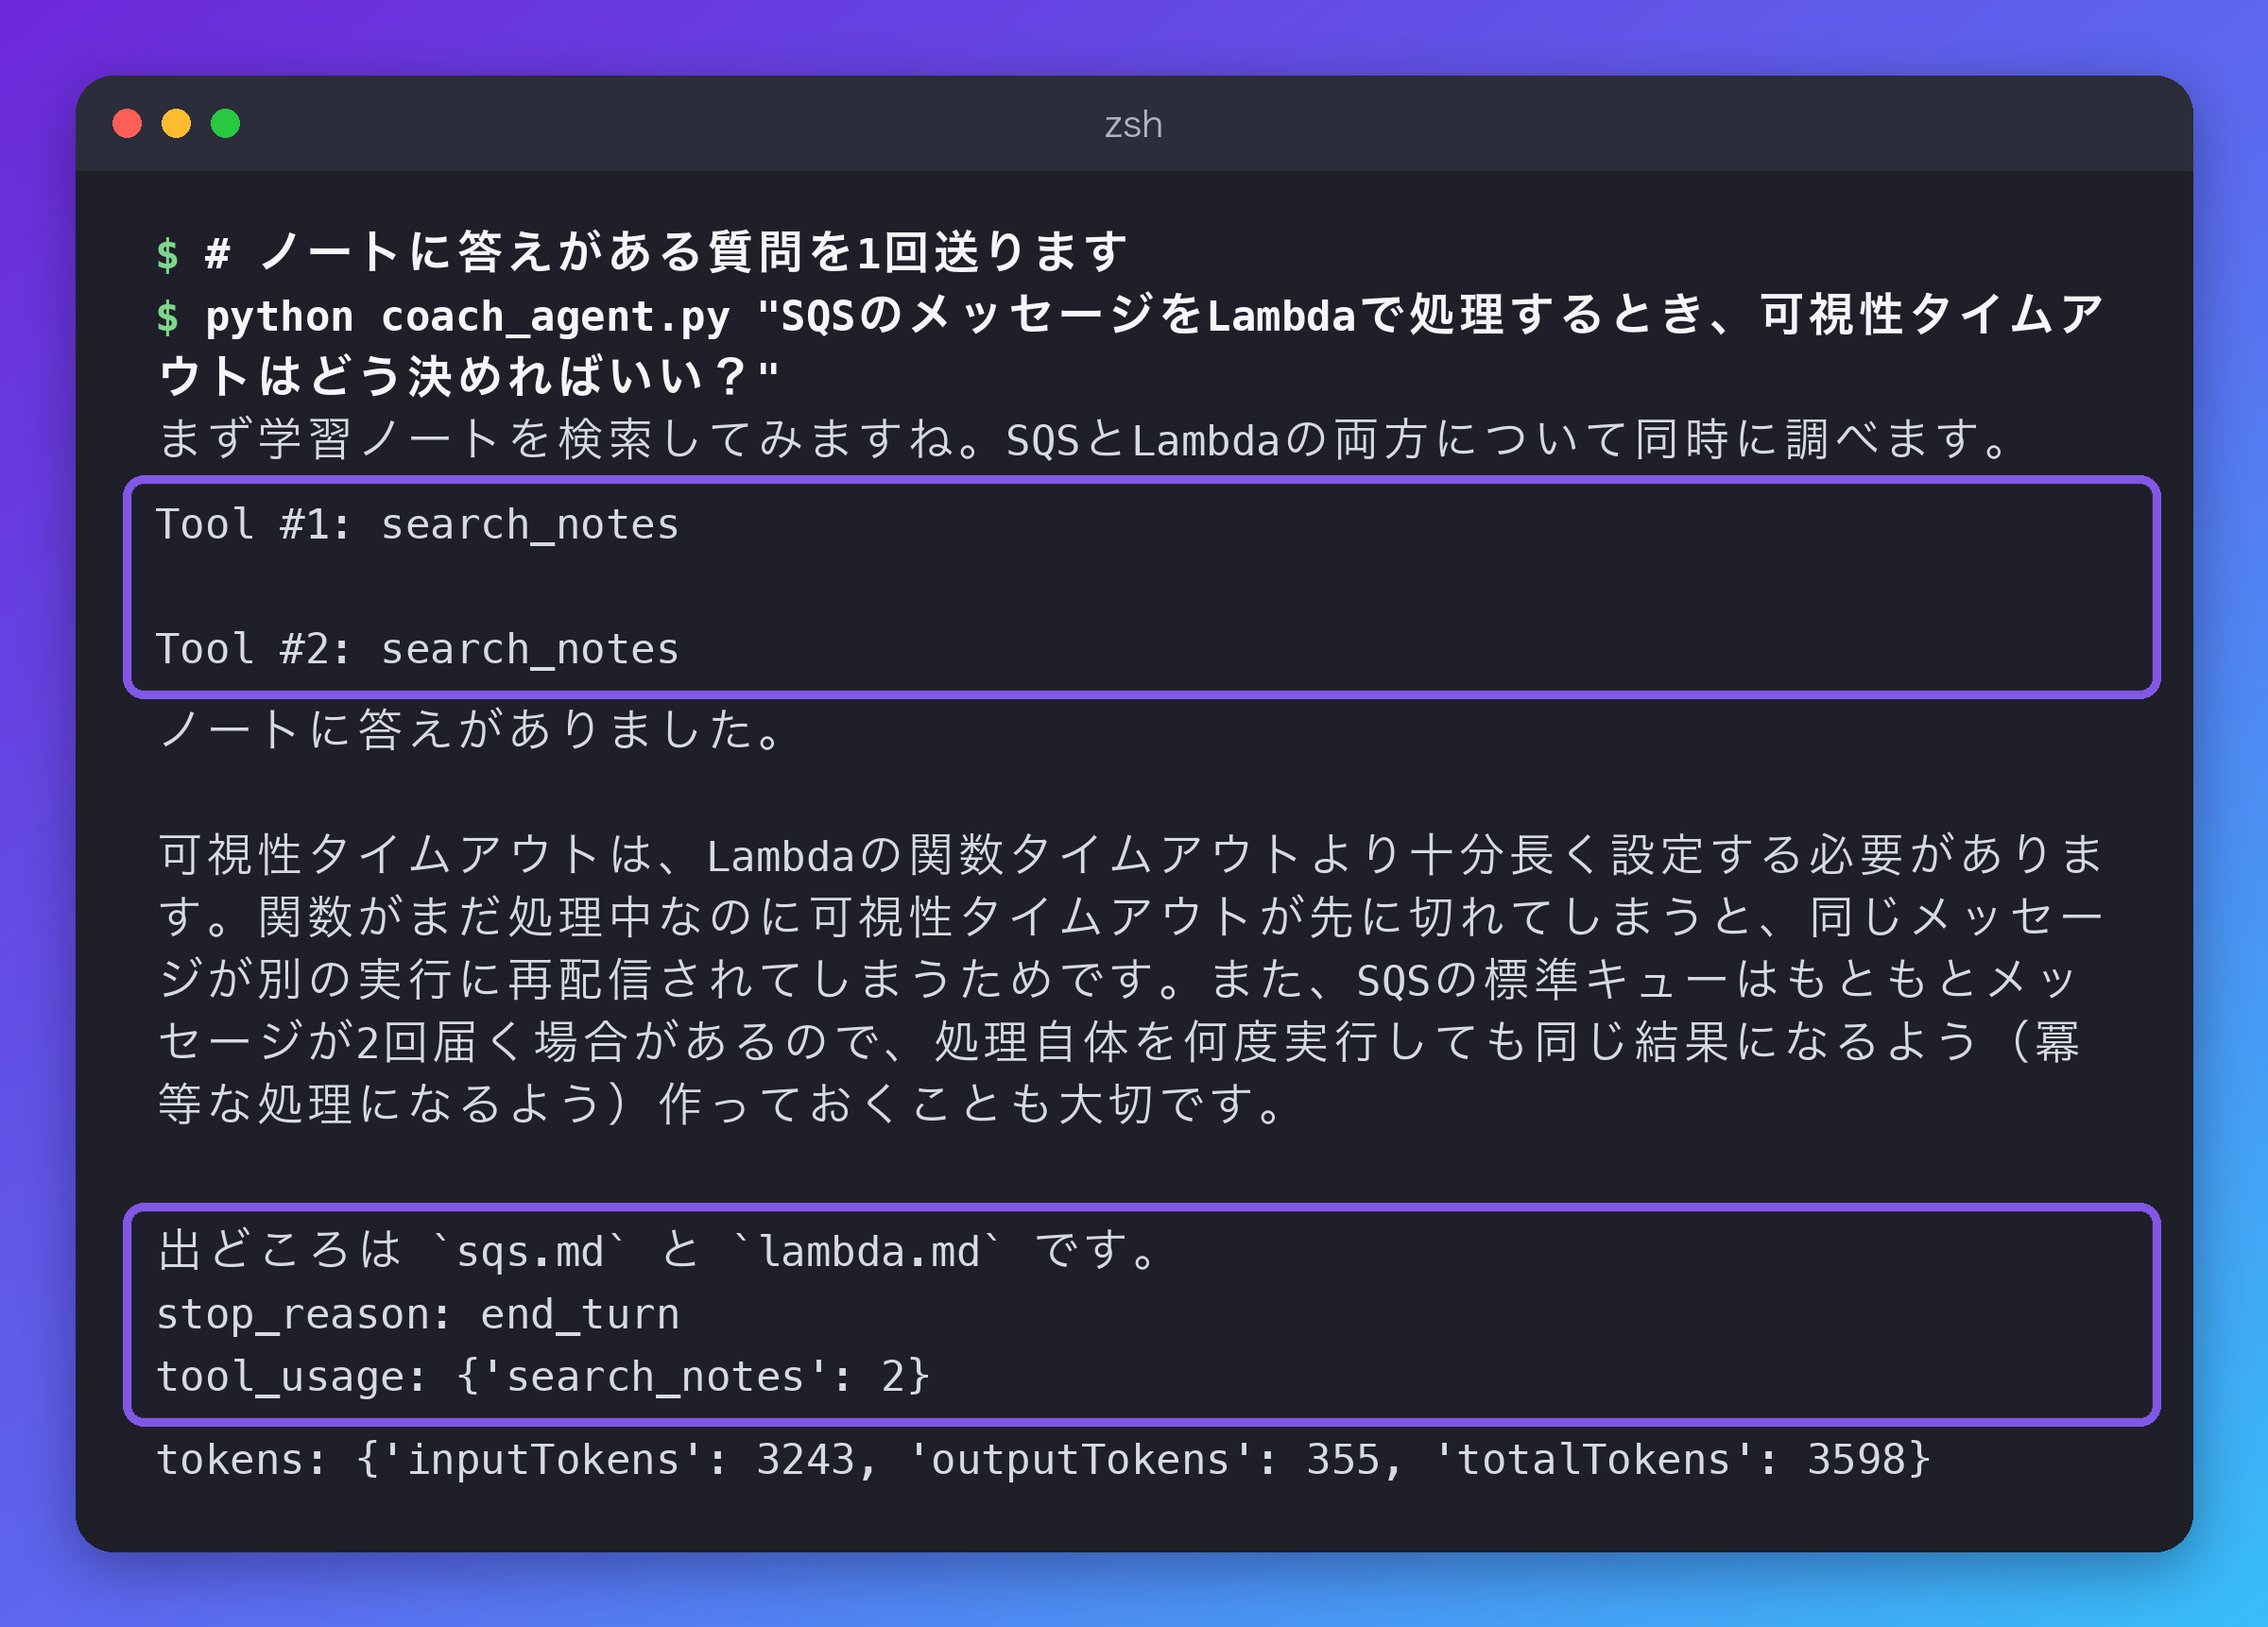 zsh
$ # ノートに答えがある質問を1回送ります
$ python coach_agent.py "SQSのメッセージをLambdaで処理するとき、可視性タイムア
ウトはどう決めればいい？"
まず学習ノートを検索してみますね。SQSとLambdaの両方について同時に調べます。
Tool #1: search_notes
Tool #2: search_notes
ノートに答えがありました。
可視性タイムアウトは、Lambdaの関数タイムアウトより十分長く設定する必要がありま
す。関数がまだ処理中なのに可視性タイムアウトが先に切れてしまうと、同じメッセー
ジが別の実行に再配信されてしまうためです。また、SQSの標準キューはもともとメッ
セージが2回届く場合があるので、処理自体を何度実行しても同じ結果になるよう（冪
等な処理になるよう）作っておくことも大切です。
出どころは `sqs.md` と `lambda.md` です。
stop_reason: end_turn
tool_usage: {'search_notes': 2}
tokens: {'inputTokens': 3243, 'outputTokens': 355, 'totalTokens': 3598}